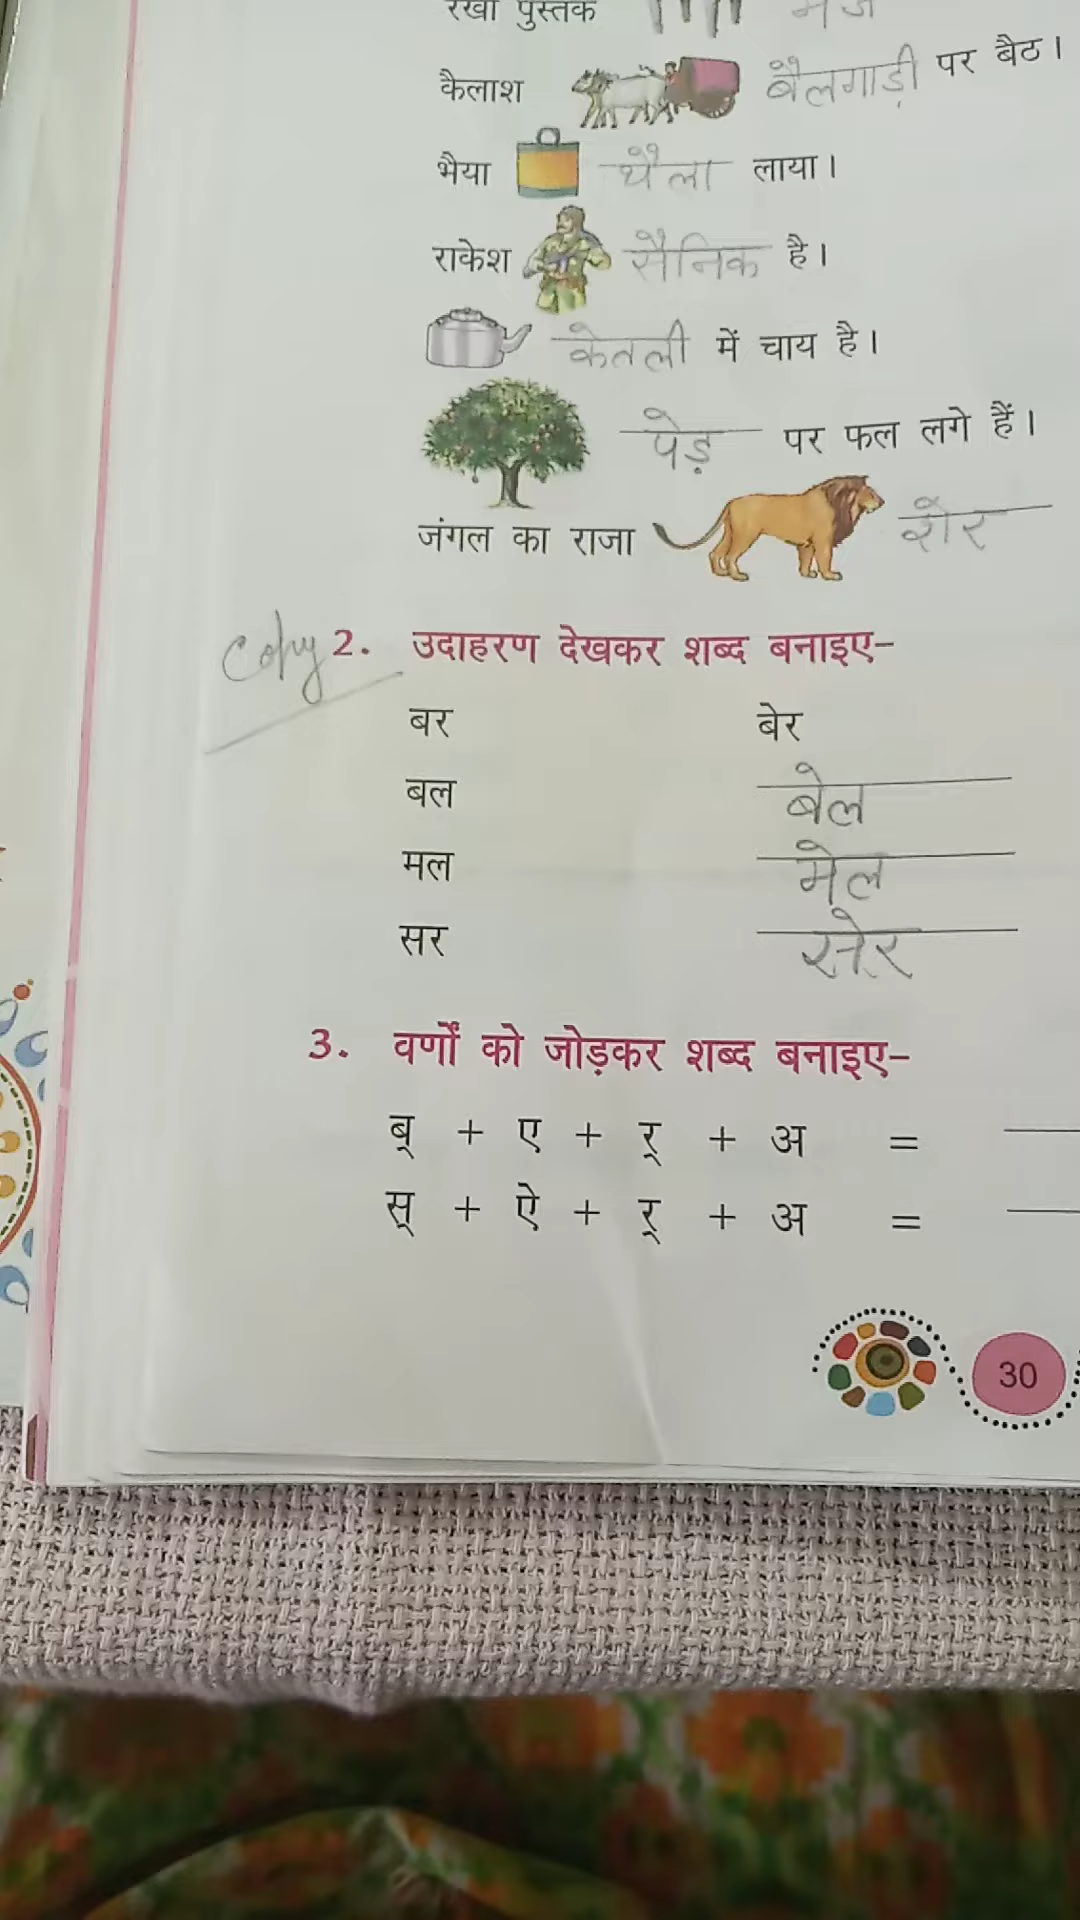 रखा पुस्तक मेज
कैलाश बैलगाड़ी पर बैठ।
भैया थैला लाया।
राकेश सैनिक है।
केतली में चाय है।
पेड़ पर फल लगे हैं।
जंगल का राजा शेर
Copy 2. उदाहरण देखकर शब्द बनाइए–
बर बेर
बल बेल
मल मेल
सर सेर
3. वर्णों को जोड़कर शब्द बनाइए–
ब् + ए + र् + अ =
स् + ऐ + र् + अ =
30